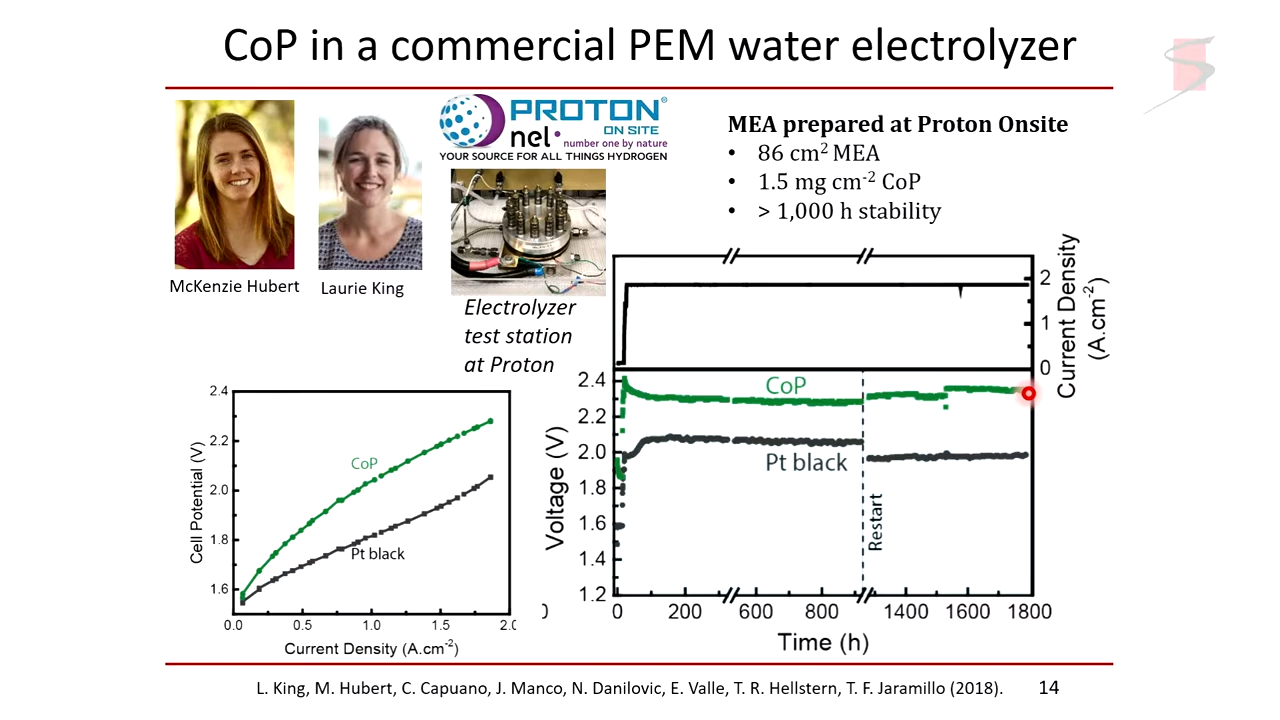 CoP in a commercial PEM water electrolyzer
PROTON®
ON SITE
nel• number one by nature
YOUR SOURCE FOR ALL THINGS HYDROGEN
McKenzie Hubert
Laurie King
Electrolyzer
test station
at Proton
MEA prepared at Proton Onsite
• 86 cm² MEA
• 1.5 mg cm⁻² CoP
• > 1,000 h stability
2.4
2.2
2.0
1.8
1.6
Cell Potential (V)
CoP
Pt black
0.0 0.5 1.0 1.5 2.0
Current Density (A.cm⁻²)
2
1
0
Current Density
(A.cm⁻²)
2.4
2.2
2.0
1.8
1.6
1.4
1.2
Voltage (V)
CoP
Pt black
Restart
0 200 600 800 1400 1600 1800
Time (h)
L. King, M. Hubert, C. Capuano, J. Manco, N. Danilovic, E. Valle, T. R. Hellstern, T. F. Jaramillo (2018). 14